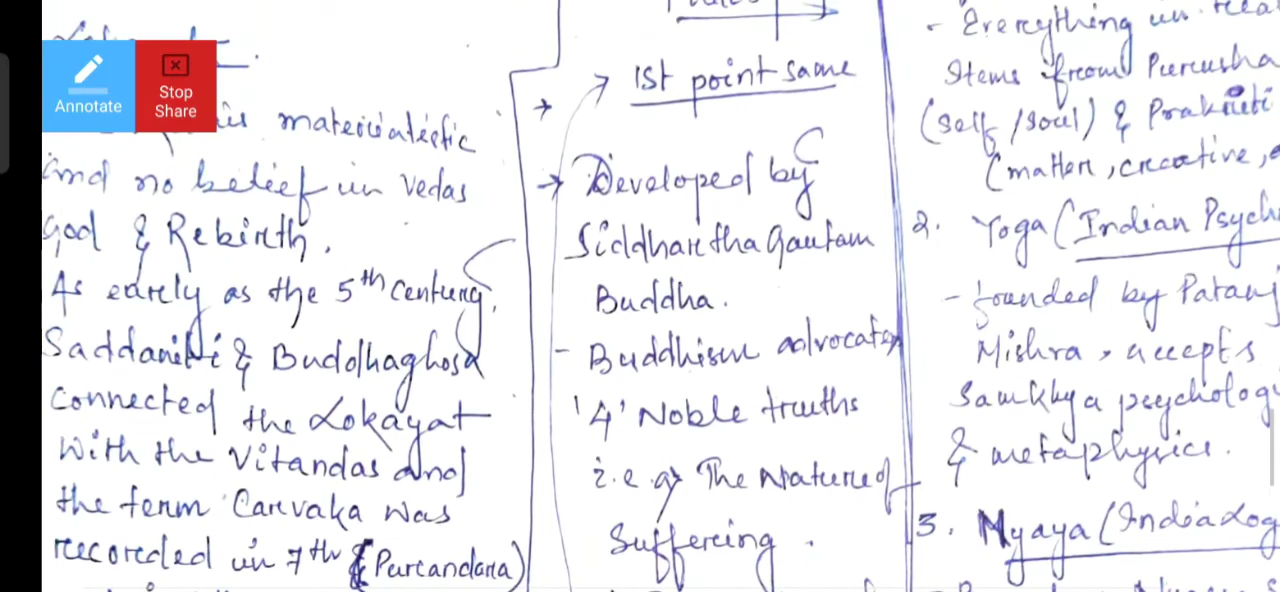 Annotate
Stop
Share
materialistic
and no belief in Vedas
God & Rebirth.
As early as the 5th century,
Saddaniti & Buddhaghosa
connected the Lokayat
With the Vitandas and
the term Carvaka was
recorded in 7th (Purandara)
→ 1st point same
→ Developed by
Siddhartha Gautam
Buddha.
- Buddhism advocates
'4' Noble truths
i.e. a) The Nature of
Suffering.
- Everything in
stems from Purusha
(self/soul) & Prakriti
(matter, creative,
2. Yoga (Indian Psych
- founded by Patanj
Mishra, accepts
Samkhya psycholog
& metaphysics.
3. Nyaya (India Log